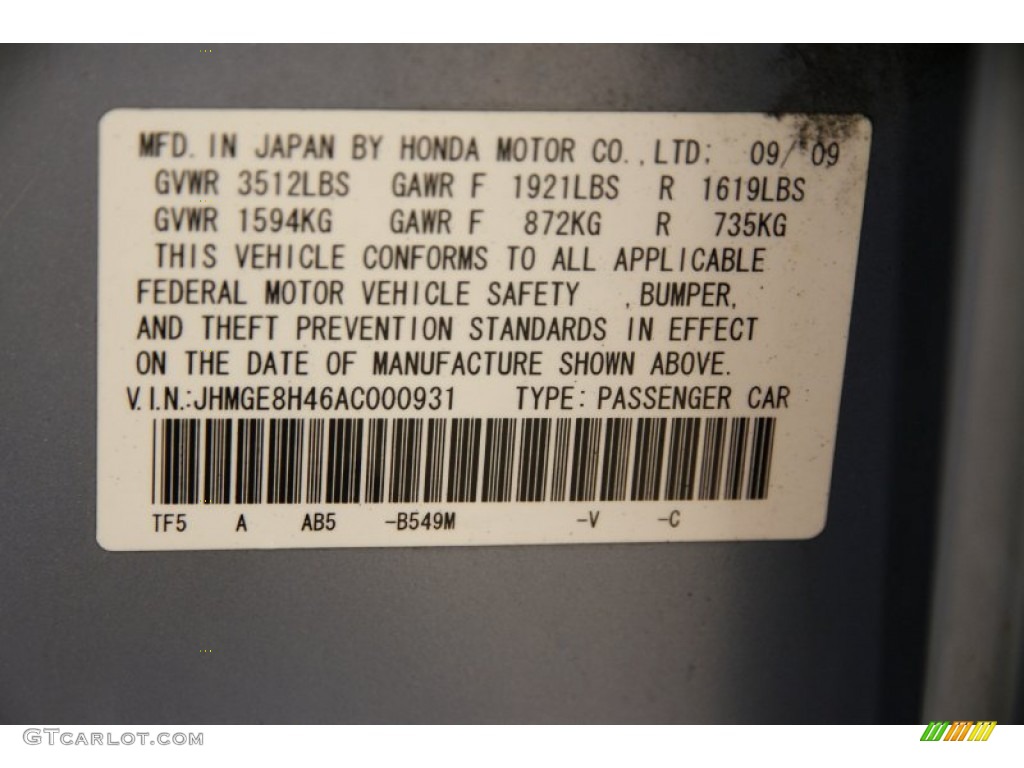 MFD. IN JAPAN BY HONDA MOTOR CO., LTD: 09/ 09
GVWR 3512LBS GAWR F 1921LBS R 1619LBS
GVWR 1594KG GAWR F 872KG R 735KG
THIS VEHICLE CONFORMS TO ALL APPLICABLE
FEDERAL MOTOR VEHICLE SAFETY , BUMPER,
AND THEFT PREVENTION STANDARDS IN EFFECT
ON THE DATE OF MANUFACTURE SHOWN ABOVE.
V.I.N.:JHMGE8H46AC000931 TYPE: PASSENGER CAR
TF5 A AB5 -B549M -V -C
GTCARLOT.COM